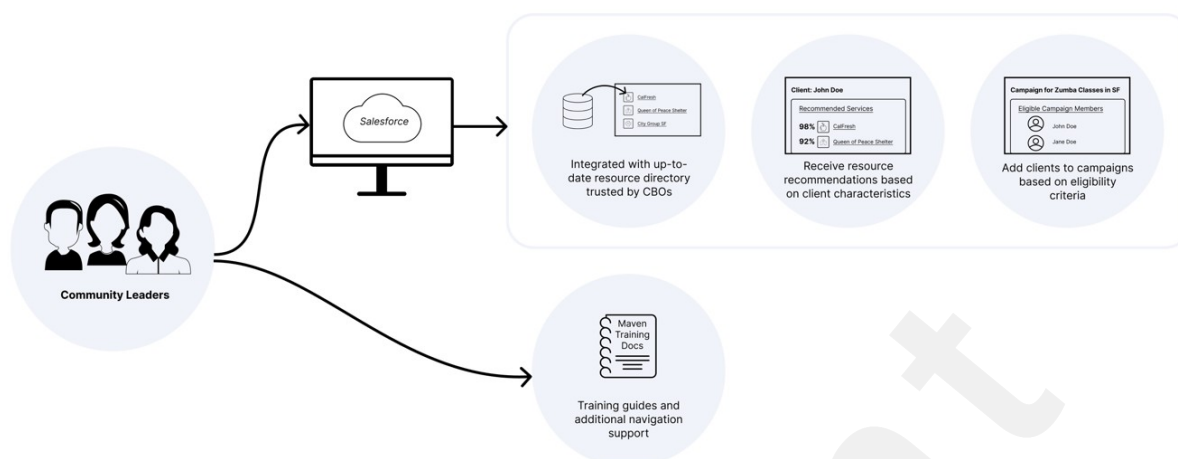 Community Leaders
Salesforce
CalFresh
Queen of Peace Shelter
City Group SF
Integrated with up-to-
date resource directory
trusted by CBOs
Client: John Doe
Recommended Services
98% CalFresh
92% Queen of Peace Shelter
Receive resource
recommendations based
on client characteristics
Campaign for Zumba Classes in SF
Eligible Campaign Members
John Doe
Jane Doe
Add clients to campaigns
based on eligibility
criteria
Maven
Training
Docs
Training guides and
additional navigation
support